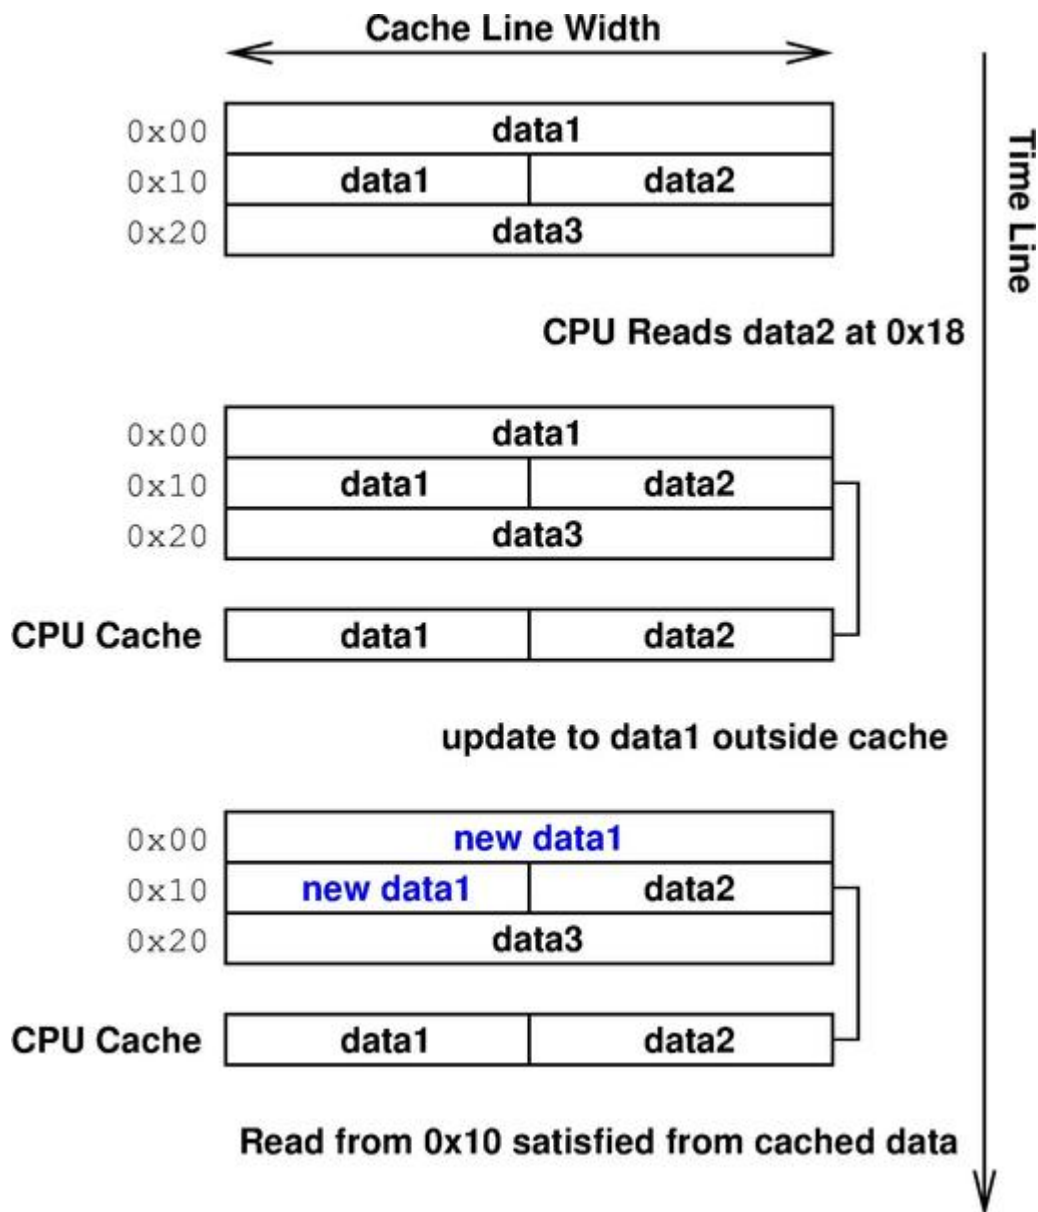 Cache Line Width
Time Line
0x00 data1
0x10 data1 data2
0x20 data3
CPU Reads data2 at 0x18
0x00 data1
0x10 data1 data2
0x20 data3
CPU Cache data1 data2
update to data1 outside cache
0x00 new data1
0x10 new data1 data2
0x20 data3
CPU Cache data1 data2
Read from 0x10 satisfied from cached data